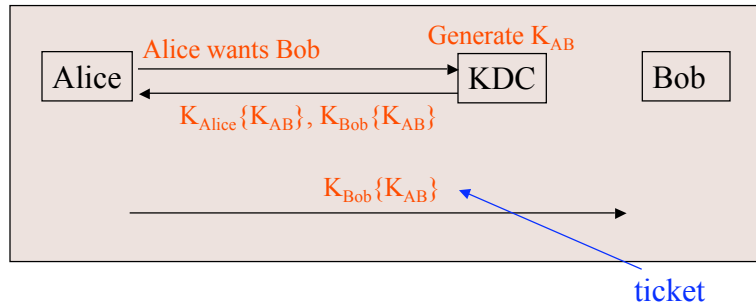 Alice wants Bob
Generate K_AB
Alice
KDC
Bob
K_Alice{K_AB}, K_Bob{K_AB}
K_Bob{K_AB}
ticket